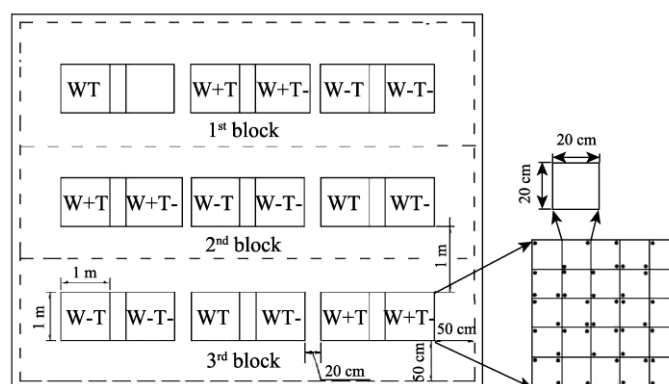 WT W+T W+T- W-T W-T-
1st block
20 cm
20 cm
W+T W+T- W-T W-T- WT WT-
2nd block
1 m
1 m
1 m
W-T W-T- WT WT- W+T W+T-
50 cm
3rd block
20 cm
50 cm